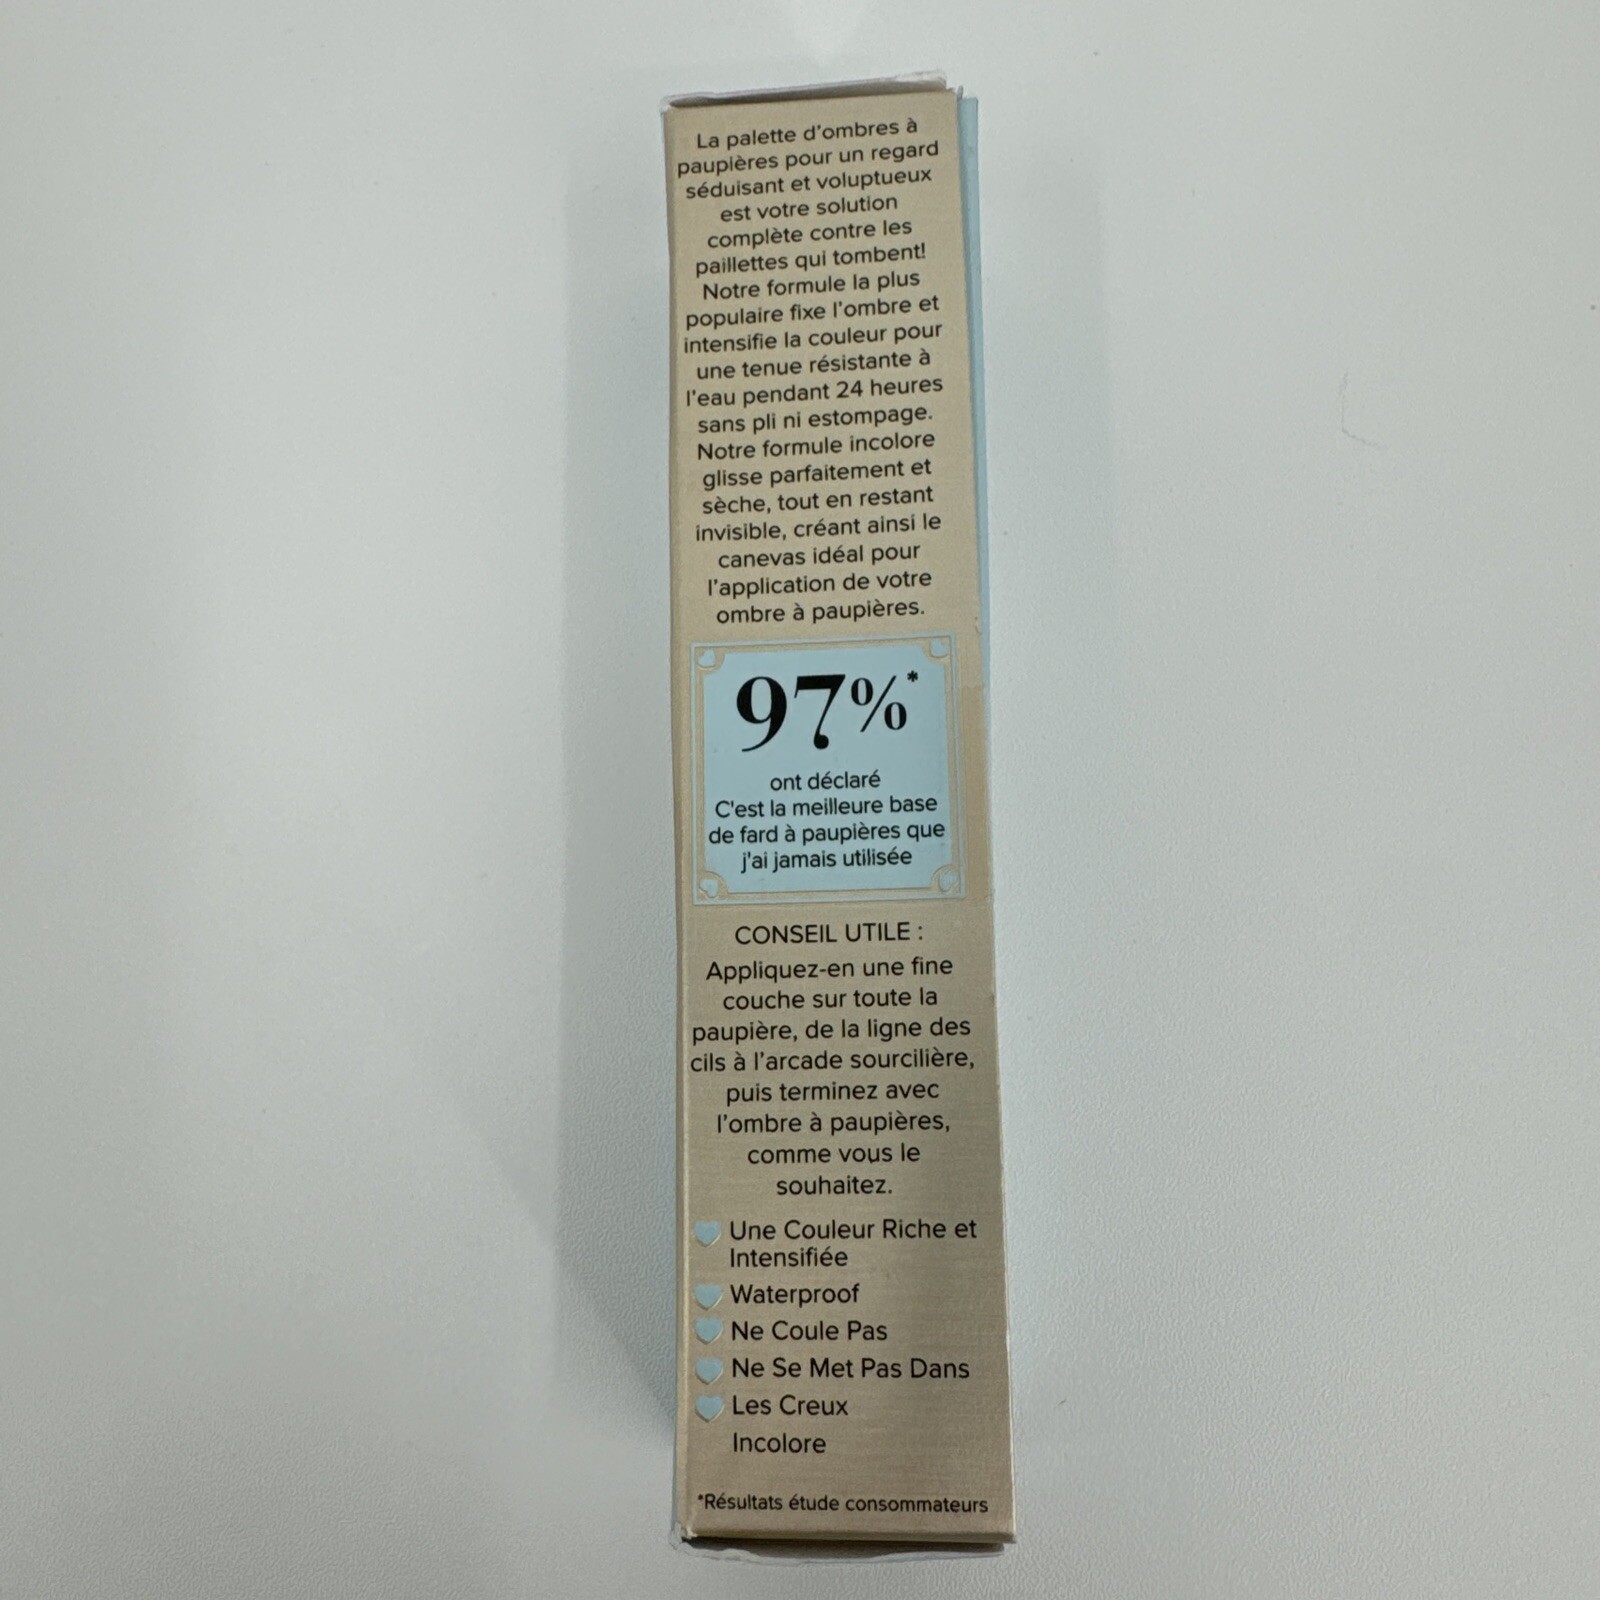 La palette d'ombres à
paupières pour un regard
séduisant et voluptueux
est votre solution
complète contre les
paillettes qui tombent!
Notre formule la plus
populaire fixe l'ombre et
intensifie la couleur pour
une tenue résistante à
l'eau pendant 24 heures
sans pli ni estompage.
Notre formule incolore
glisse parfaitement et
sèche, tout en restant
invisible, créant ainsi le
canevas idéal pour
l'application de votre
ombre à paupières.
97%*
ont déclaré
C'est la meilleure base
de fard à paupières que
j'ai jamais utilisée
CONSEIL UTILE :
Appliquez-en une fine
couche sur toute la
paupière, de la ligne des
cils à l'arcade sourcilière,
puis terminez avec
l'ombre à paupières,
comme vous le
souhaitez.
Une Couleur Riche et
Intensifiée
Waterproof
Ne Coule Pas
Ne Se Met Pas Dans
Les Creux
Incolore
*Résultats étude consommateurs